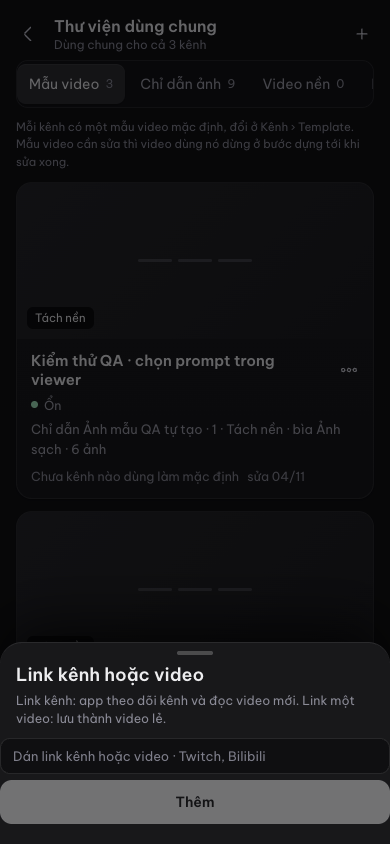 Thư viện dùng chung
Dùng chung cho cả 3 kênh
Mẫu video 3 Chỉ dẫn ảnh 9 Video nền 0
Mỗi kênh có một mẫu video mặc định, đổi ở Kênh › Template.
Mẫu video cần sửa thì video dùng nó dừng ở bước dựng tới khi
sửa xong.
Tách nền
Kiểm thử QA · chọn prompt trong
viewer
Ổn
Chỉ dẫn Ảnh mẫu QA tự tạo · 1 · Tách nền · bìa Ảnh
sạch · 6 ảnh
Chưa kênh nào dùng làm mặc định sửa 04/11
Link kênh hoặc video
Link kênh: app theo dõi kênh và đọc video mới. Link một
video: lưu thành video lẻ.
Dán link kênh hoặc video · Twitch, Bilibili
Thêm